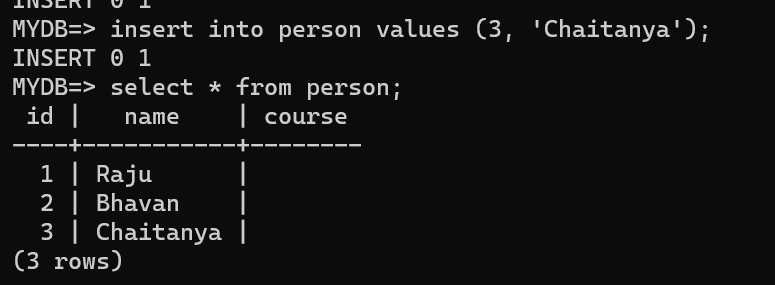 INSERT 0 1
MYDB=> insert into person values (3, 'Chaitanya');
INSERT 0 1
MYDB=> select * from person;
 id |   name    | course
----+-----------+--------
  1 | Raju      |
  2 | Bhavan    |
  3 | Chaitanya |
(3 rows)